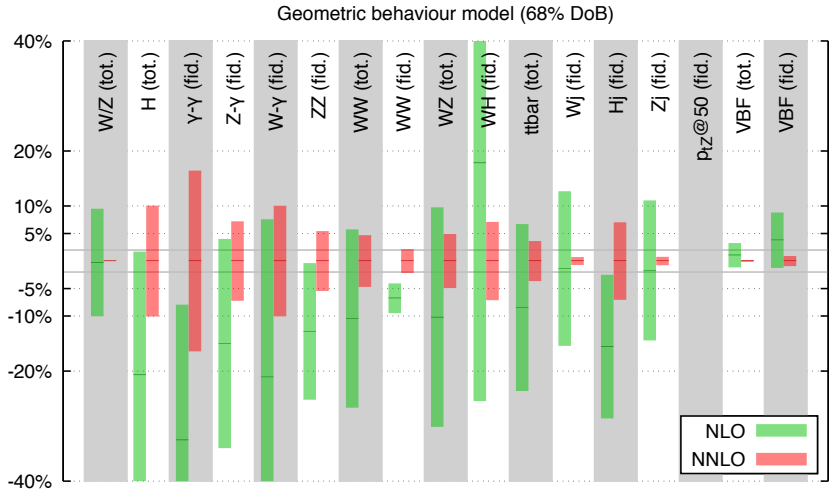 Geometric behaviour model (68% DoB)
40%
20%
10%
5%
-5%
-10%
-20%
-40%
W/Z (tot.)
H (tot.)
γ-γ (fid.)
Z-γ (fid.)
W-γ (fid.)
ZZ (fid.)
WW (tot.)
WW (fid.)
WZ (tot.)
WH (fid.)
ttbar (tot.)
Wj (fid.)
Hj (fid.)
Zj (fid.)
ptZ@50 (fid.)
VBF (tot.)
VBF (fid.)
NLO
NNLO